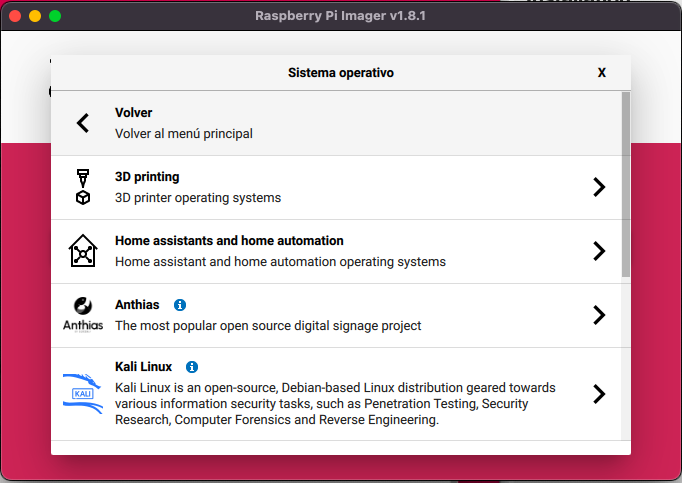 Raspberry Pi Imager v1.8.1
Sistema operativo
X
Volver
Volver al menú principal
3D printing
3D printer operating systems
Home assistants and home automation
Home assistant and home automation operating systems
Anthias
Anthias
The most popular open source digital signage project
Kali Linux
KALI
Kali Linux is an open-source, Debian-based Linux distribution geared towards
various information security tasks, such as Penetration Testing, Security
Research, Computer Forensics and Reverse Engineering.